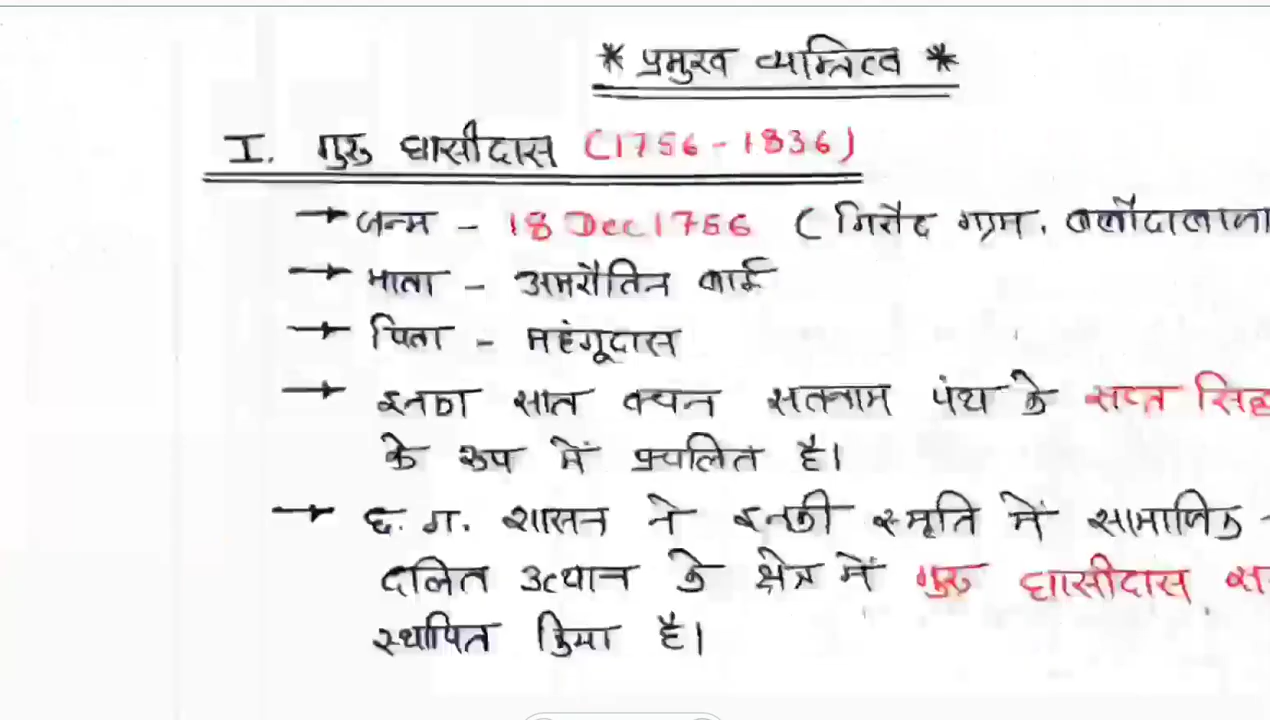 * प्रमुख व्यक्तित्व *
I. गुरु घासीदास (1756-1836)
→ जन्म - 18 Dec 1756 ( गिरौद ग्राम, बलौदाबाजा
→ माता - अमरौतिन बाई
→ पिता - महंगूदास
→ इनका सात वचन सतनाम पंथ के सप्त
के रूप में प्रचलित है।
→ छ. ग. शासन ने इनकी स्मृति में सामाजिक
दलित उत्थान के क्षेत्र में गुरु घासीदास
स्थापित किया है।